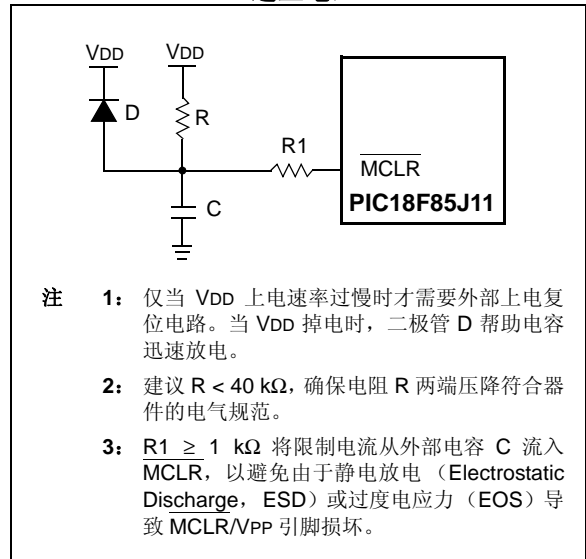 VDD VDD
D
R
R1
C
MCLR
PIC18F85J11
注 1： 仅当 VDD 上电速率过慢时才需要外部上电复
位电路。当 VDD 掉电时，二极管 D 帮助电容
迅速放电。
2： 建议 R < 40 kΩ，确保电阻 R 两端压降符合器
件的电气规范。
3： R1 ≥ 1 kΩ 将限制电流从外部电容 C 流入
MCLR，以避免由于静电放电（Electrostatic
Discharge， ESD）或过度电应力（EOS）导
致 MCLR/VPP 引脚损坏。